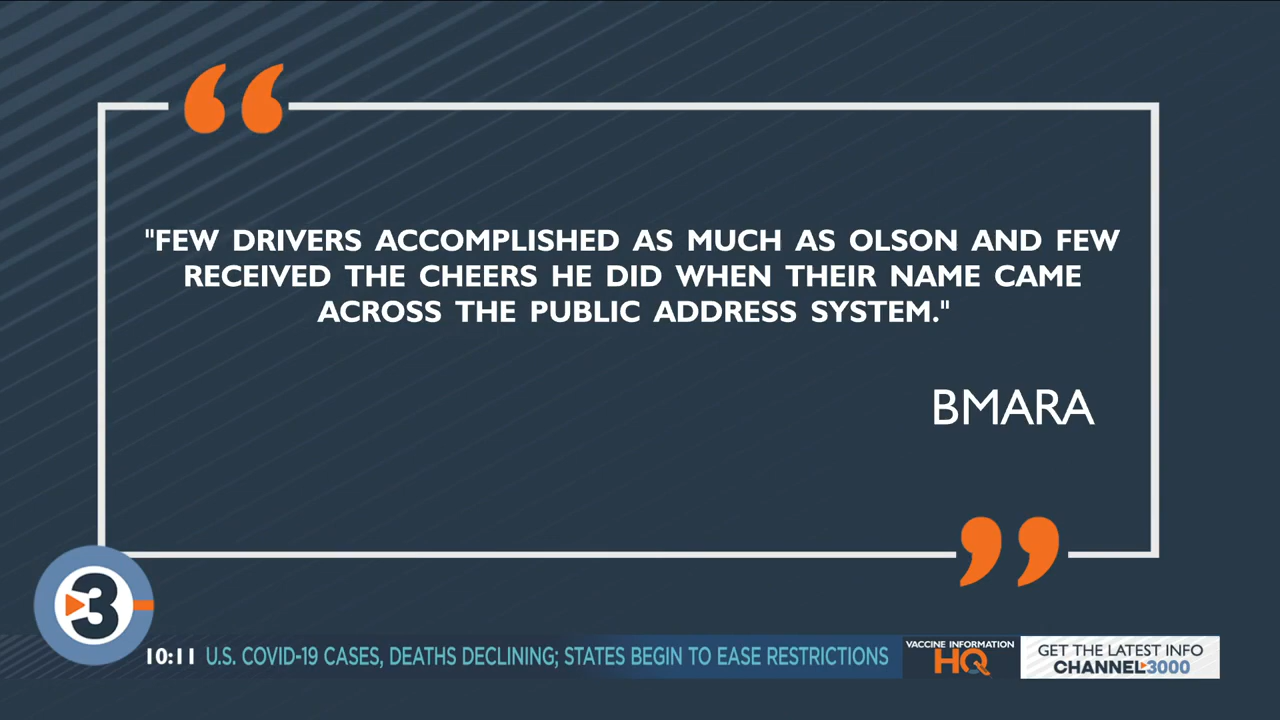 "FEW DRIVERS ACCOMPLISHED AS MUCH AS OLSON AND FEW
RECEIVED THE CHEERS HE DID WHEN THEIR NAME CAME
ACROSS THE PUBLIC ADDRESS SYSTEM."
BMARA
3
10:11 U.S. COVID-19 CASES, DEATHS DECLINING; STATES BEGIN TO EASE RESTRICTIONS
VACCINE INFORMATION
HQ
GET THE LATEST INFO
CHANNEL3000